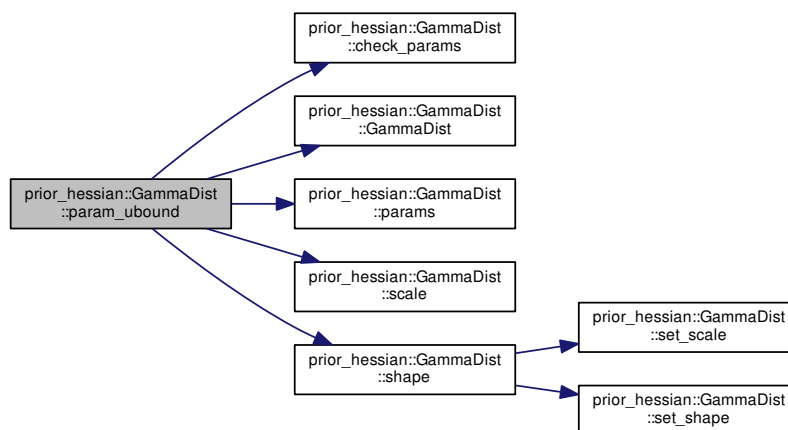 prior_hessian::GammaDist
::check_params
prior_hessian::GammaDist
::GammaDist
prior_hessian::GammaDist
::param_ubound
prior_hessian::GammaDist
::params
prior_hessian::GammaDist
::scale
prior_hessian::GammaDist
::shape
prior_hessian::GammaDist
::set_scale
prior_hessian::GammaDist
::set_shape